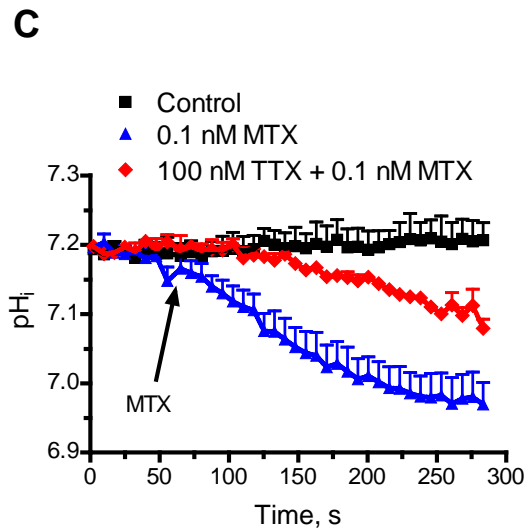 C
Control
0.1 nM MTX
100 nM TTX + 0.1 nM MTX
7.3
7.2
7.1
7.0
6.9
pHi
MTX
0 50 100 150 200 250 300
Time, s